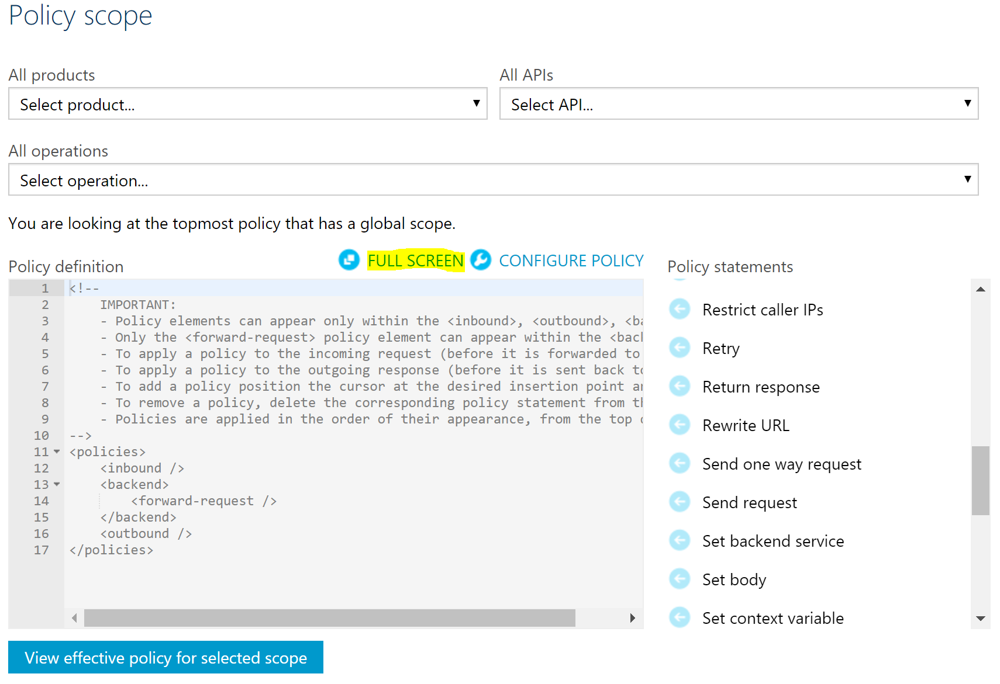 Policy scope
All products
All APIs
Select product...
Select API...
All operations
Select operation...
You are looking at the topmost policy that has a global scope.
FULL SCREEN
CONFIGURE POLICY
Policy definition
Policy statements
1 <!--
2 IMPORTANT:
3 - Policy elements can appear only within the <inbound>, <outbound>, <ba
4 - Only the <forward-request> policy element can appear within the <back
5 - To apply a policy to the incoming request (before it is forwarded to
6 - To apply a policy to the outgoing response (before it is sent back to
7 - To add a policy position the cursor at the desired insertion point an
8 - To remove a policy, delete the corresponding policy statement from th
9 - Policies are applied in the order of their appearance, from the top
10 -->
11 <policies>
12 <inbound />
13 <backend>
14 <forward-request />
15 </backend>
16 <outbound />
17 </policies>
Restrict caller IPs
Retry
Return response
Rewrite URL
Send one way request
Send request
Set backend service
Set body
Set context variable
View effective policy for selected scope